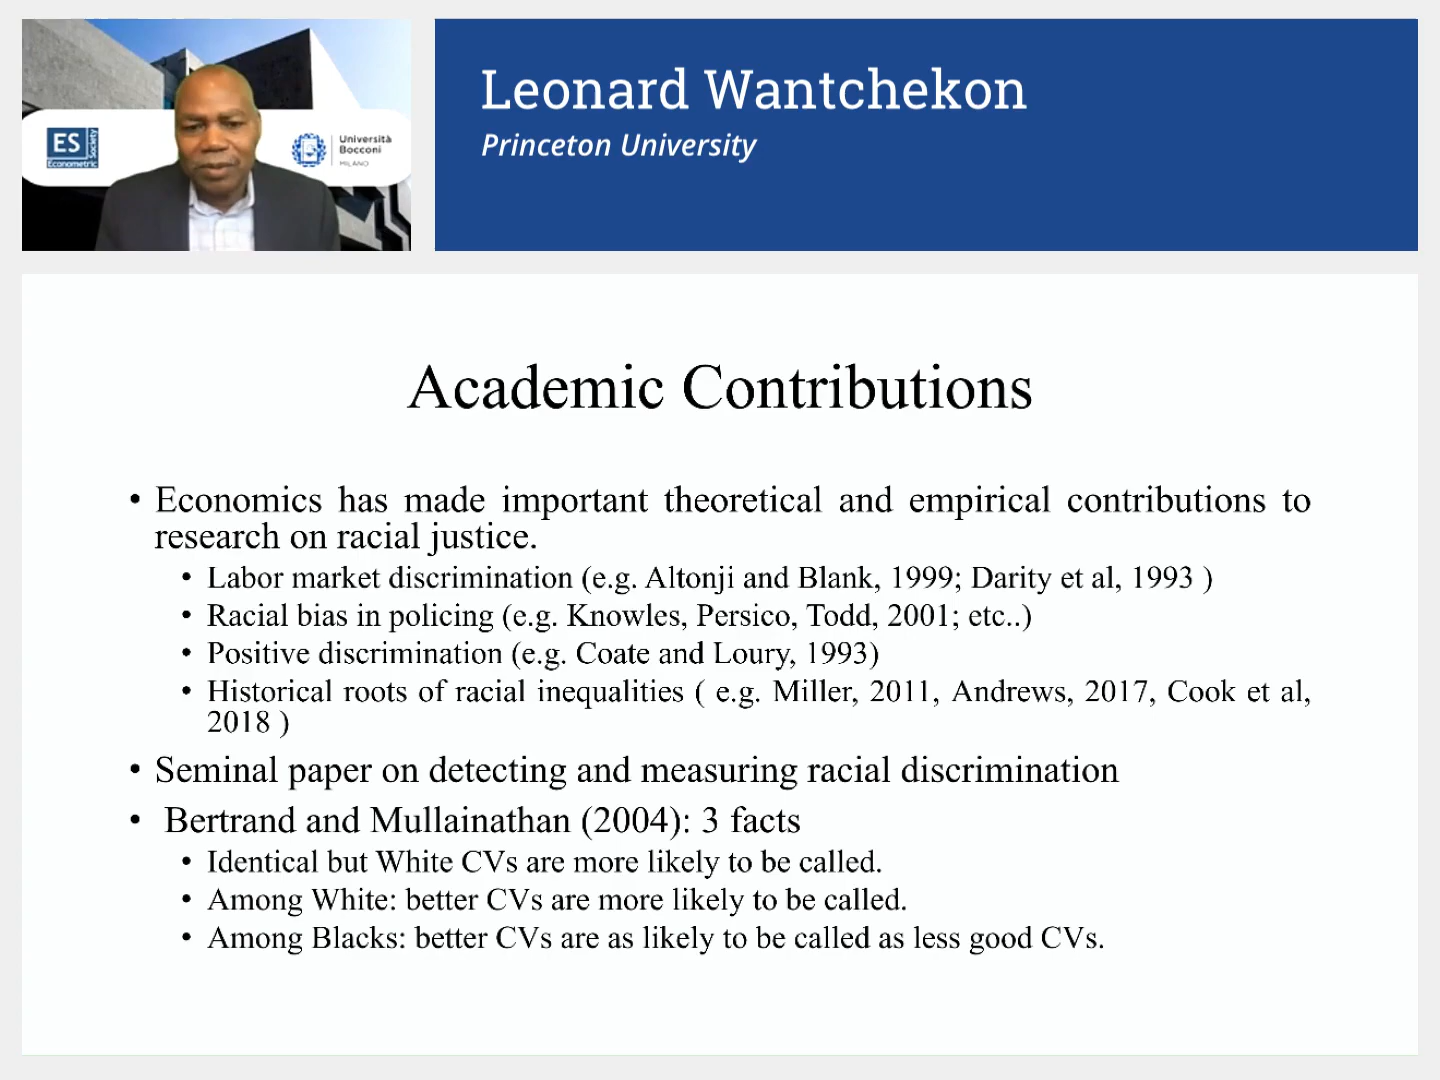 ES
Econometric
Society
Università
Bocconi
MILANO
Leonard Wantchekon
Princeton University
Academic Contributions
• Economics has made important theoretical and empirical contributions to
research on racial justice.
• Labor market discrimination (e.g. Altonji and Blank, 1999; Darity et al, 1993 )
• Racial bias in policing (e.g. Knowles, Persico, Todd, 2001; etc..)
• Positive discrimination (e.g. Coate and Loury, 1993)
• Historical roots of racial inequalities ( e.g. Miller, 2011, Andrews, 2017, Cook et al,
2018 )
• Seminal paper on detecting and measuring racial discrimination
• Bertrand and Mullainathan (2004): 3 facts
• Identical but White CVs are more likely to be called.
• Among White: better CVs are more likely to be called.
• Among Blacks: better CVs are as likely to be called as less good CVs.